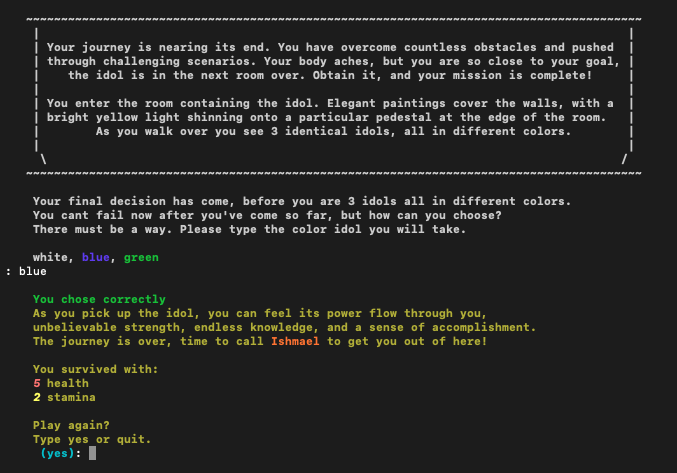 Your journey is nearing its end. You have overcome countless obstacles and pushed
through challenging scenarios. Your body aches, but you are so close to your goal,
the idol is in the next room over. Obtain it, and your mission is complete!
You enter the room containing the idol. Elegant paintings cover the walls, with a
bright yellow light shinning onto a particular pedestal at the edge of the room.
As you walk over you see 3 identical idols, all in different colors.
Your final decision has come, before you are 3 idols all in different colors.
You cant fail now after you've come so far, but how can you choose?
There must be a way. Please type the color idol you will take.
white, blue, green
: blue
You chose correctly
As you pick up the idol, you can feel its power flow through you,
unbelievable strength, endless knowledge, and a sense of accomplishment.
The journey is over, time to call Ishmael to get you out of here!
You survived with:
5 health
2 stamina
Play again?
Type yes or quit.
(yes):